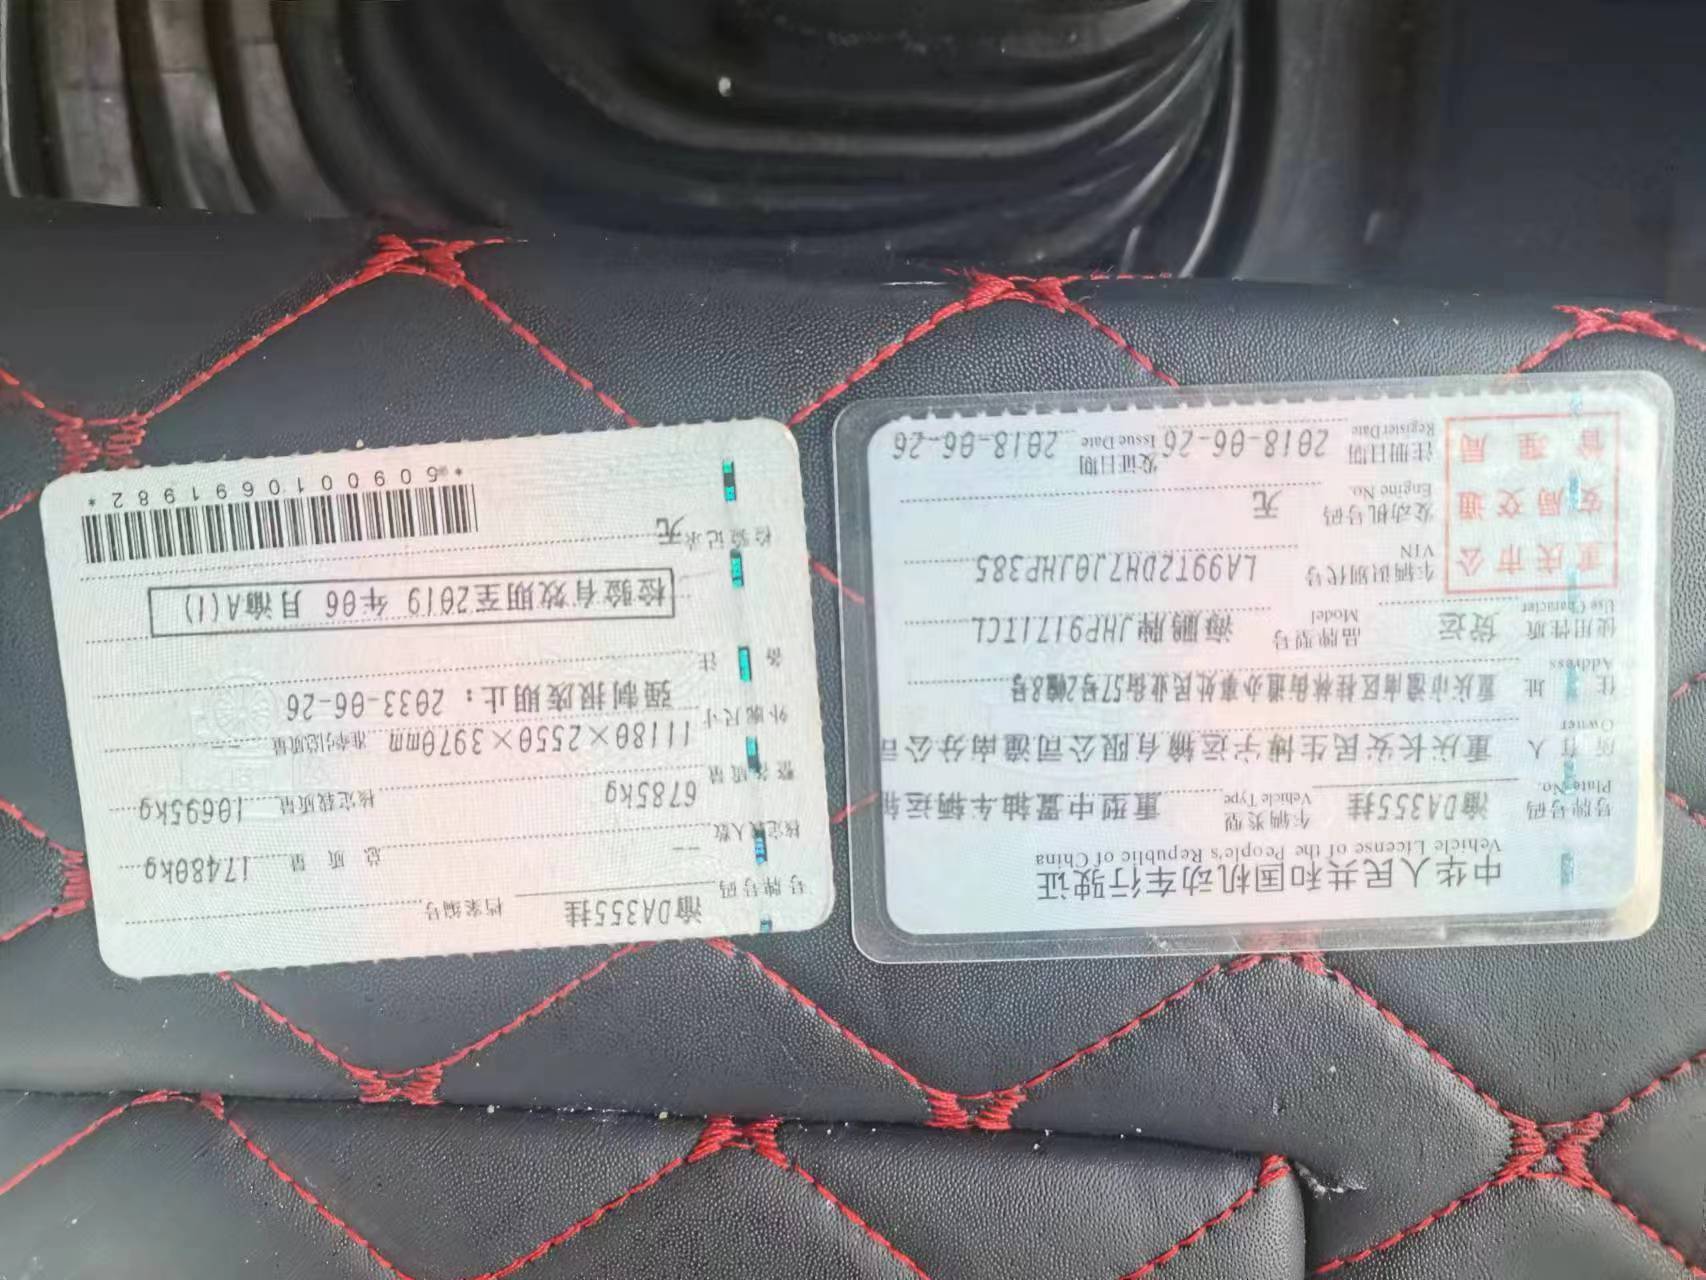 中华人民共和国机动车行驶证
Vehicle License of the People's Republic of China
号牌号码 渝DA355挂 车辆类型 重型中置轴车辆运输
Plate No. Vehicle Type
所有人 重庆长安民生博宇运输有限公司潼南分公司
Owner
住址 重庆市潼南区桂林街道办事处民业街57号2幢
Address
使用性质 货运 品牌型号 海鹏牌JHP9171TCL
Use Character Model
重庆市公安局交通管理局
车辆识别代号 LA99T2DH7J0JHP385
VIN
发动机号码 无
Engine No.
注册日期 2018-06-26 发证日期 2018-06-26
Register Date Issue Date
号牌号码 渝DA355挂 档案编号
核定载人数 -- 总质量 17480kg
整备质量 6785kg 核定载质量 10695kg
外廓尺寸 11180×2550×3970mm 准牵引总质量
备注 强制报废期止：2033-06-26
检验有效期至2019年06月渝A(1)
检验记录 无
*5090010691982*